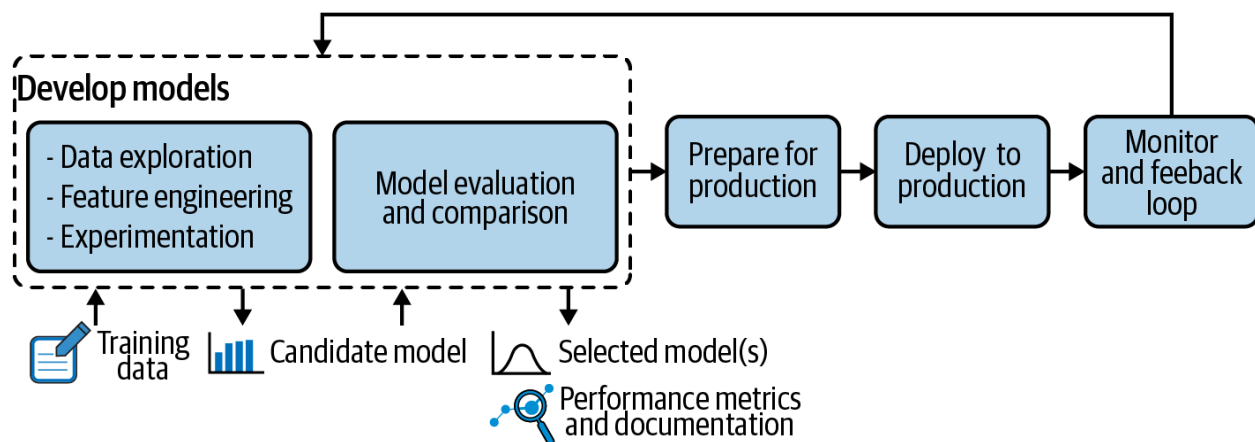 Develop models
- Data exploration
- Feature engineering
- Experimentation
Model evaluation
and comparison
Prepare for
production
Deploy to
production
Monitor
and feeback
loop
Training
data
Candidate model
Selected model(s)
Performance metrics
and documentation